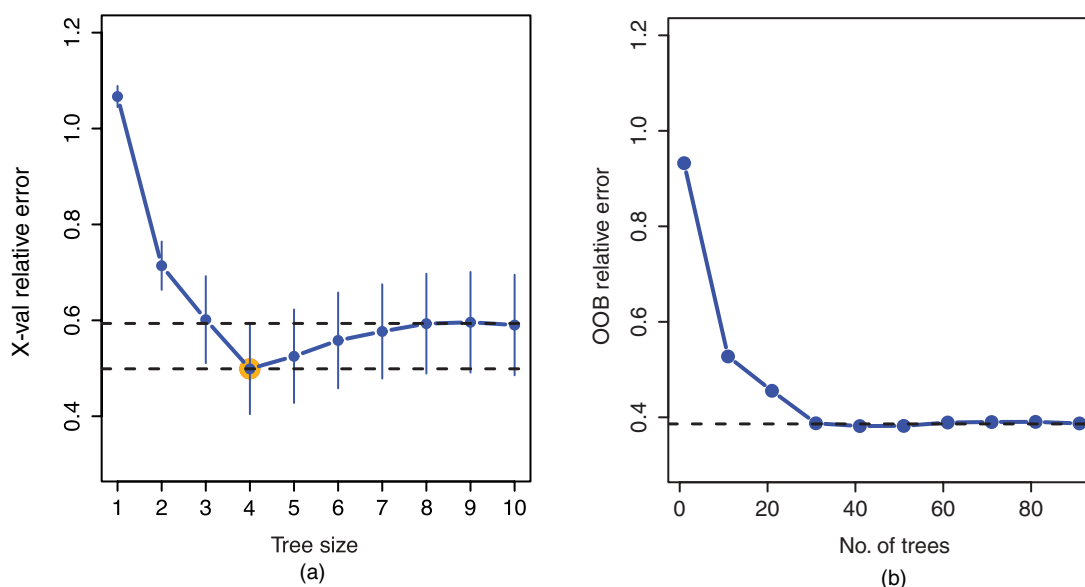 X-val relative error
1.2
1.0
0.8
0.6
0.4
1 2 3 4 5 6 7 8 9 10
Tree size
(a)
OOB relative error
1.2
1.0
0.8
0.6
0.4
0 20 40 60 80
No. of trees
(b)